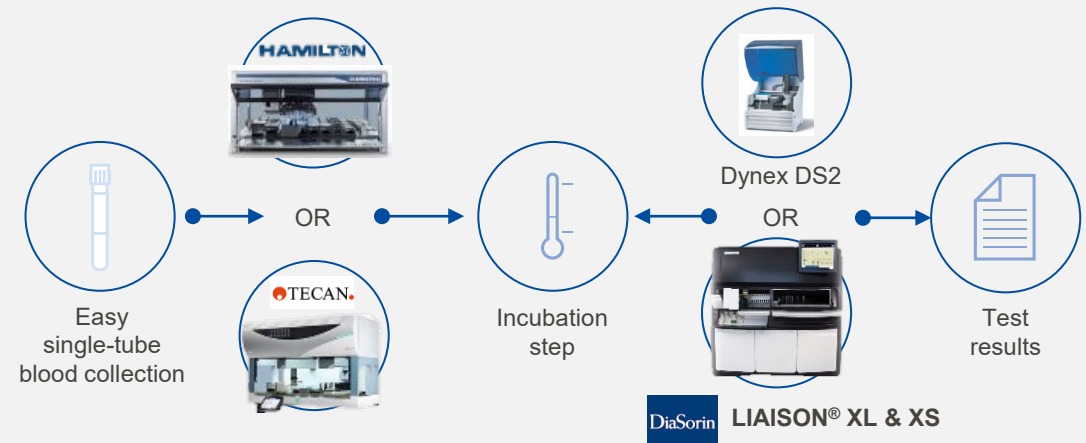 HAMILTON
Dynex DS2
OR
OR
TECAN.
Easy
single-tube
blood collection
Incubation
step
Test
results
DiaSorin
LIAISON® XL & XS